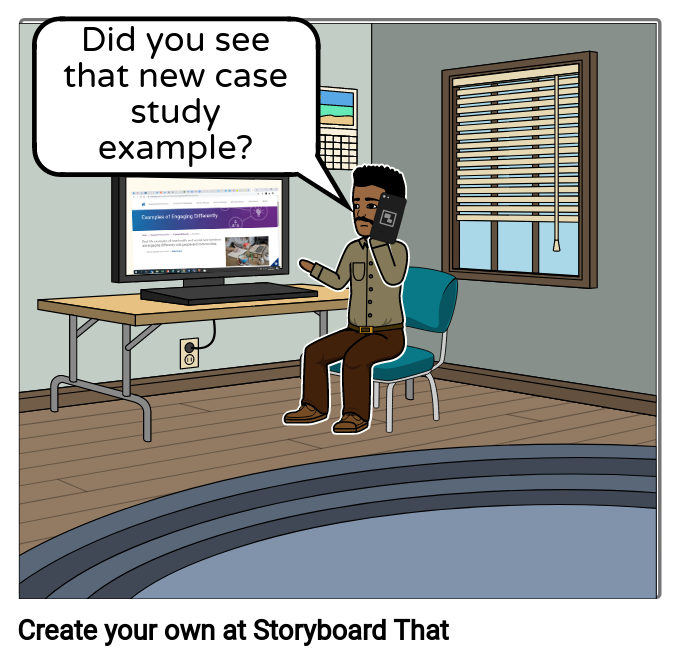 Did you see
that new case
study
example?
Examples of Engaging Differently
Create your own at Storyboard That